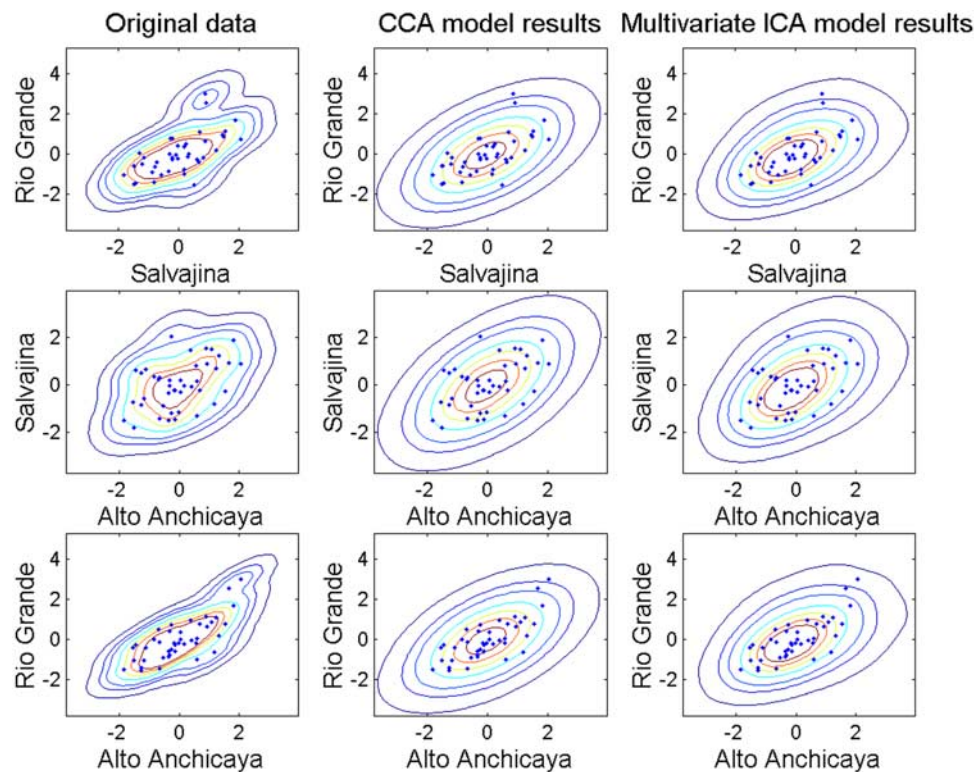 Original data CCA model results Multivariate ICA model results
Rio Grande 4 2 0 -2 Rio Grande 4 2 0 -2 Rio Grande 4 2 0 -2
-2 0 2 -2 0 2 -2 0 2
Salvajina Salvajina Salvajina
Salvajina 2 0 -2 Salvajina 2 0 -2 Salvajina 2 0 -2
-2 0 2 -2 0 2 -2 0 2
Alto Anchicaya Alto Anchicaya Alto Anchicaya
Rio Grande 4 2 0 -2 Rio Grande 4 2 0 -2 Rio Grande 4 2 0 -2
-2 0 2 -2 0 2 -2 0 2
Alto Anchicaya Alto Anchicaya Alto Anchicaya